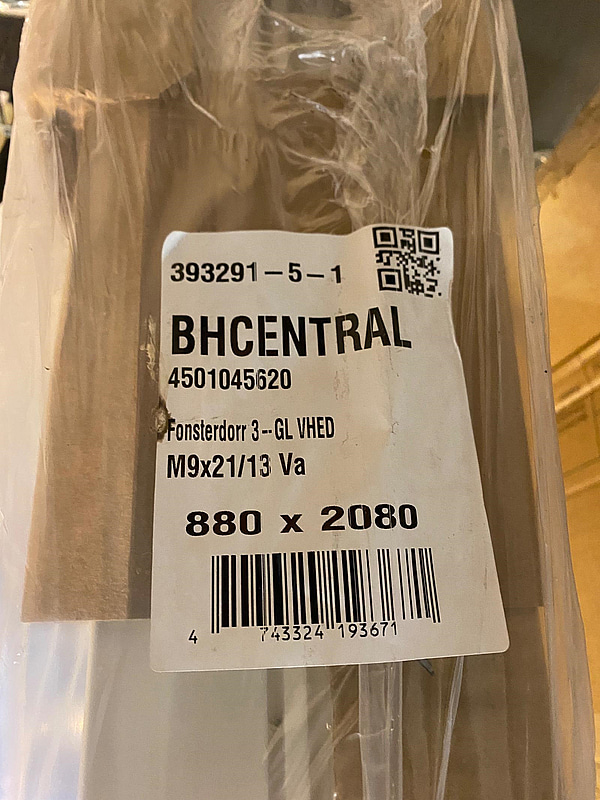 393291-5-1
BHCENTRAL
4501045620
Fonsterdorr 3-GL VHED
M9x21/13 Va
880 x 2080
4 743324 193671